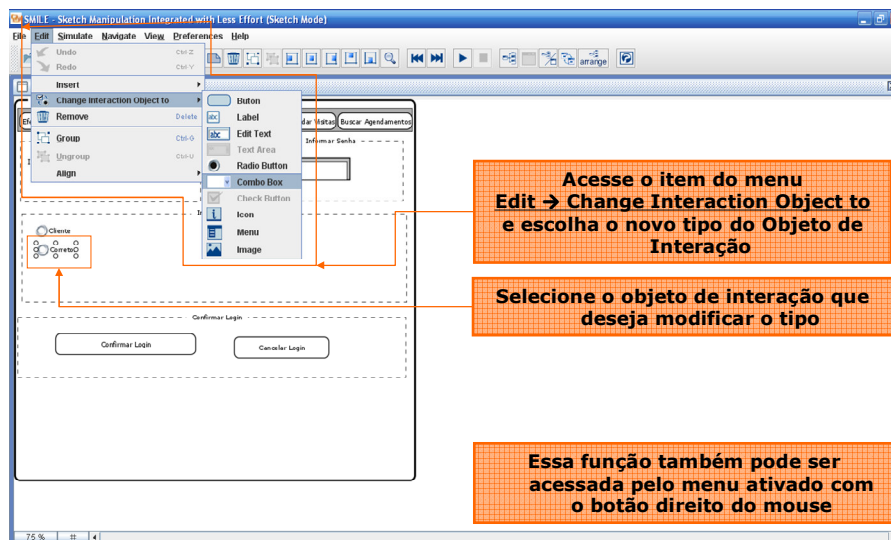 SMILE - Sketch Manipulation Integrated with Less Effort (Sketch Mode)
File Edit Simulate Navigate View Preferences Help
Undo Ctrl-Z
Redo Ctrl-Y
Insert
Change Interaction Object to
Remove Delete
Group Ctrl-G
Ungroup Ctrl-U
Align
Buton
Label
Edit Text
Text Area
Radio Button
Combo Box
Check Button
Icon
Menu
Image
arrange
Buscar Agendamentos
Informar Senha
Cliente
Corretor
Confirmar Login
Confirmar Login
Cancelar Login
75 %
Acesse o item do menu
Edit → Change Interaction Object to
e escolha o novo tipo do Objeto de
Interação
Selecione o objeto de interação que
deseja modificar o tipo
Essa função também pode ser
acessada pelo menu ativado com
o botão direito do mouse